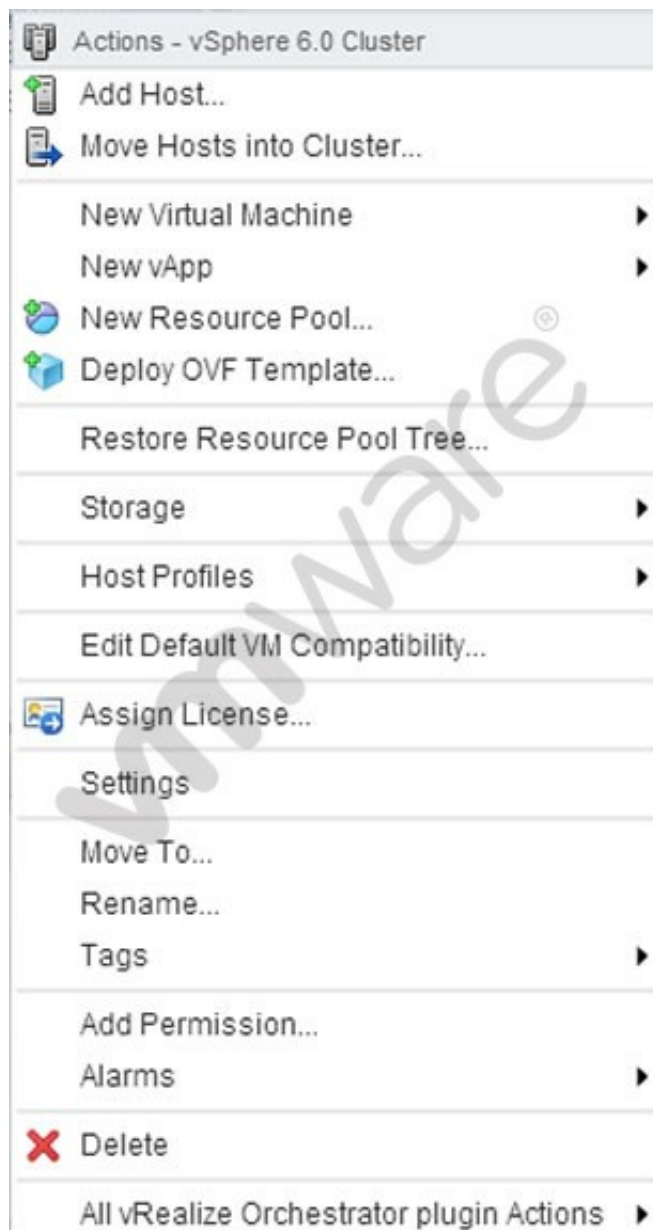 Actions - vSphere 6.0 Cluster
Add Host...
Move Hosts into Cluster...
New Virtual Machine
New vApp
New Resource Pool...
Deploy OVF Template...
Restore Resource Pool Tree...
Storage
Host Profiles
Edit Default VM Compatibility...
Assign License...
Settings
Move To...
Rename...
Tags
Add Permission...
Alarms
Delete
All vRealize Orchestrator plugin Actions
vmware®